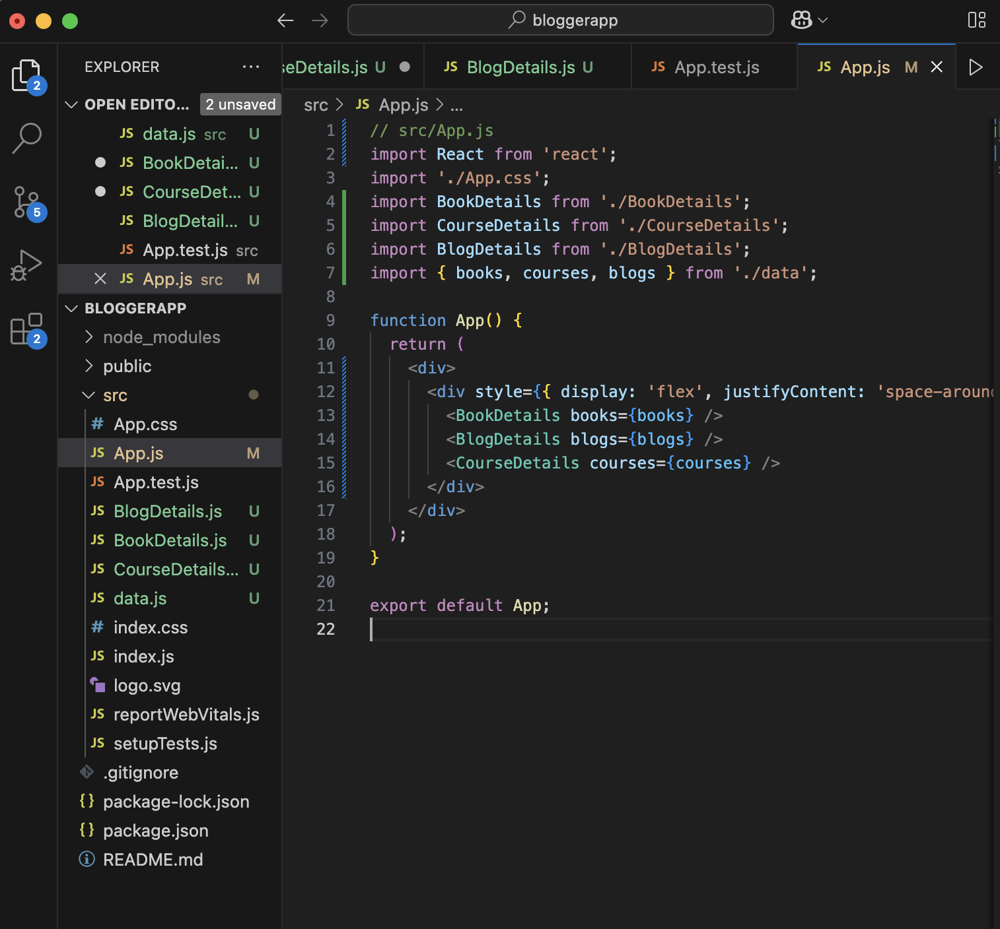 bloggerapp
EXPLORER
...
OPEN EDITO...
2 unsaved
JS data.js src U
JS BookDetai... U
JS CourseDet... U
JS BlogDetail... U
JS App.test.js src
JS App.js src M
BLOGGERAPP
node_modules
public
src
# App.css
JS App.js M
JS App.test.js
JS BlogDetails.js U
JS BookDetails.js U
JS CourseDetails... U
JS data.js U
# index.css
JS index.js
logo.svg
JS reportWebVitals.js
JS setupTests.js
.gitignore
{} package-lock.json
{} package.json
README.md
2
5
2
seDetails.js U
JS BlogDetails.js U
JS App.test.js
JS App.js M
src > JS App.js > ...
1 // src/App.js
2 import React from 'react';
3 import './App.css';
4 import BookDetails from './BookDetails';
5 import CourseDetails from './CourseDetails';
6 import BlogDetails from './BlogDetails';
7 import { books, courses, blogs } from './data';
8
9 function App() {
10 return (
11 <div>
12 <div style={{ display: 'flex', justifyContent: 'space-around
13 <BookDetails books={books} />
14 <BlogDetails blogs={blogs} />
15 <CourseDetails courses={courses} />
16 </div>
17 </div>
18 );
19 }
20
21 export default App;
22